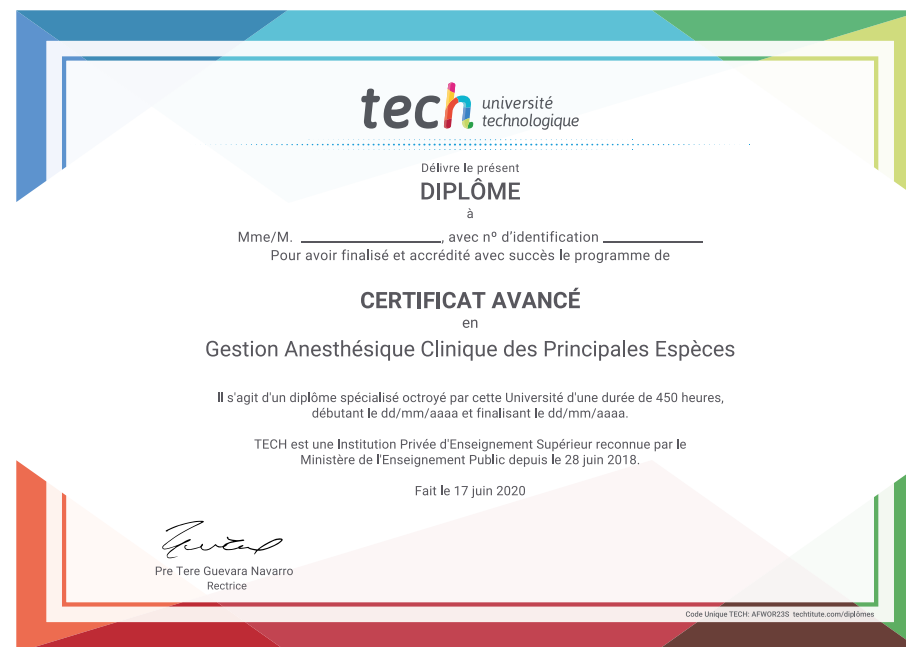 tech université
technologique
Délivre le présent
DIPLÔME
à
Mme/M. ____________________, avec nº d'identification ______________
Pour avoir finalisé et accrédité avec succès le programme de
CERTIFICAT AVANCÉ
en
Gestion Anesthésique Clinique des Principales Espèces
Il s'agit d'un diplôme spécialisé octroyé par cette Université d'une durée de 450 heures,
débutant le dd/mm/aaaa et finalisant le dd/mm/aaaa.
TECH est une Institution Privée d'Enseignement Supérieur reconnue par le
Ministère de l'Enseignement Public depuis le 28 juin 2018.
Fait le 17 juin 2020
Pre Tere Guevara Navarro
Rectrice
Code Unique TECH: AFWOR23S techtitute.com/diplômes